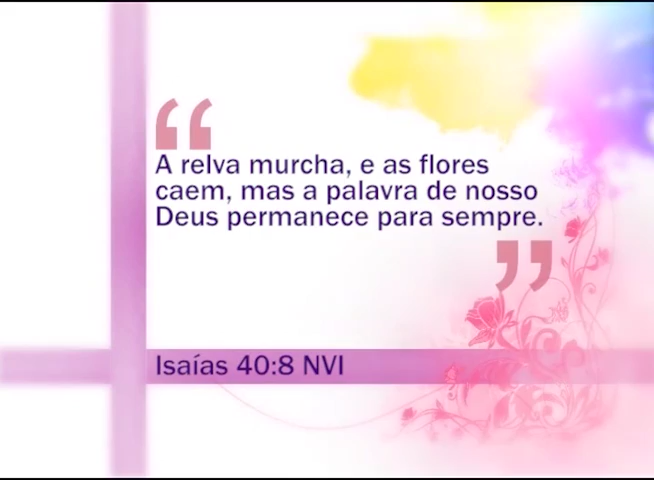 “
A relva murcha, e as flores
caem, mas a palavra de nosso
Deus permanece para sempre.
”
Isaías 40:8 NVI